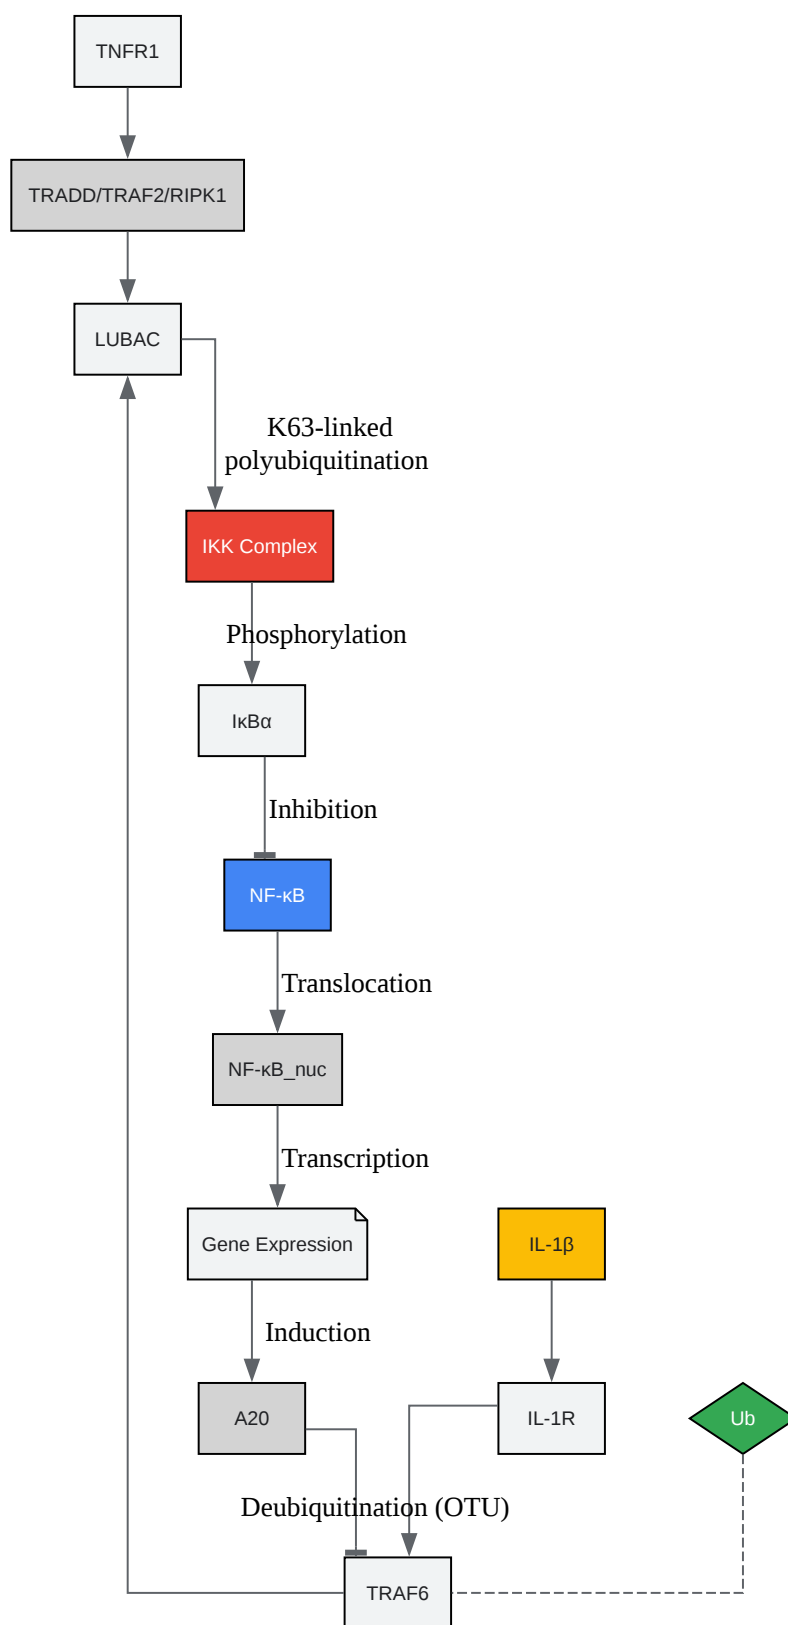 TNFR1
TRADD/TRAF2/RIPK1
LUBAC
K63-linked
polyubiquitination
IKK Complex
Phosphorylation
IκBα
Inhibition
NF-κB
Translocation
NF-κB_nuc
Transcription
Gene Expression
IL-1β
Induction
A20
IL-1R
Ub
Deubiquitination (OTU)
TRAF6